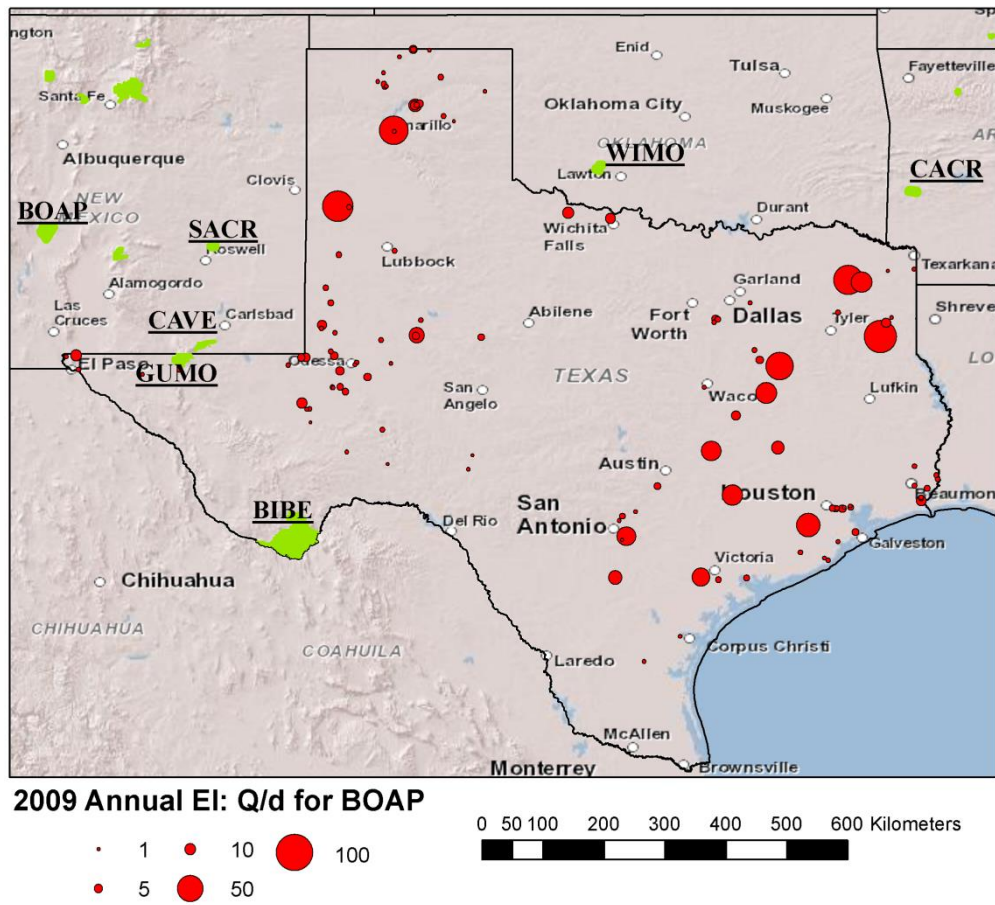 ngton
Sp
Enid
Tulsa
Fayetteville
Santa Fe
Oklahoma City
Muskogee
marillo
OKLAHOMA
AR
Albuquerque
WIMO
Lawton
CACR
Clovis
NEW
MEXICO
BOAP
SACR
Durant
Wichita
Falls
Roswell
Lubbock
Texarkana
Alamogordo
Garland
Las
Cruces
CAVE
Carlsbad
Abilene
Fort
Worth
Dallas
Tyler
Shreve
El Paso
Odessa
GUMO
TEXAS
LO
San
Angelo
Waco
Lufkin
Austin
Houston
Beaumon
BIBE
San
Antonio
Del Rio
Galveston
Victoria
Chihuahua
CHIHUAHUA
COAHUILA
Corpus Christi
Laredo
McAllen
Monterrey
Brownsville
2009 Annual EI: Q/d for BOAP
1 10 100
5 50
0 50 100 200 300 400 500 600 Kilometers